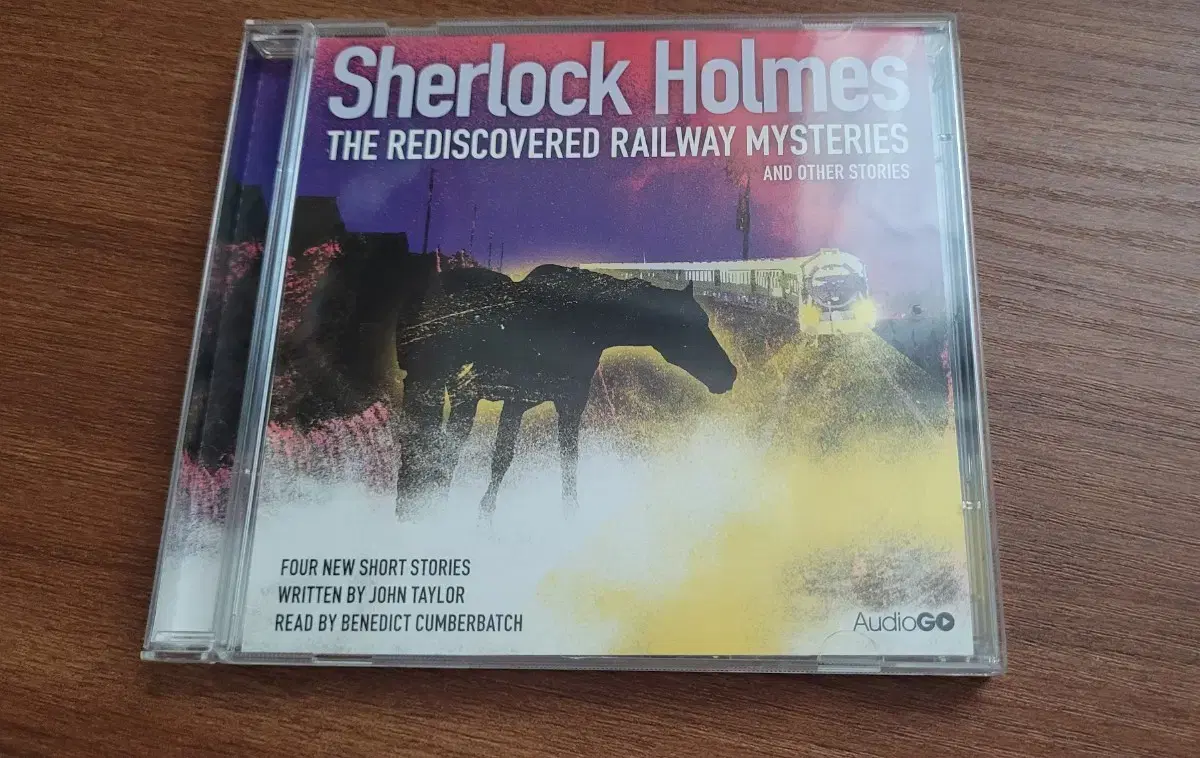 Sherlock Holmes
THE REDISCOVERED RAILWAY MYSTERIES
AND OTHER STORIES
FOUR NEW SHORT STORIES
WRITTEN BY JOHN TAYLOR
READ BY BENEDICT CUMBERBATCH
AudioGO